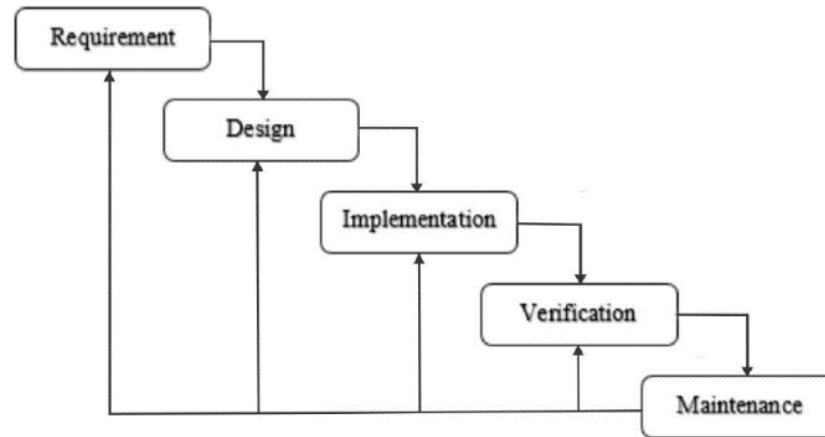 Requirement
Design
Implementation
Verification
Maintenance